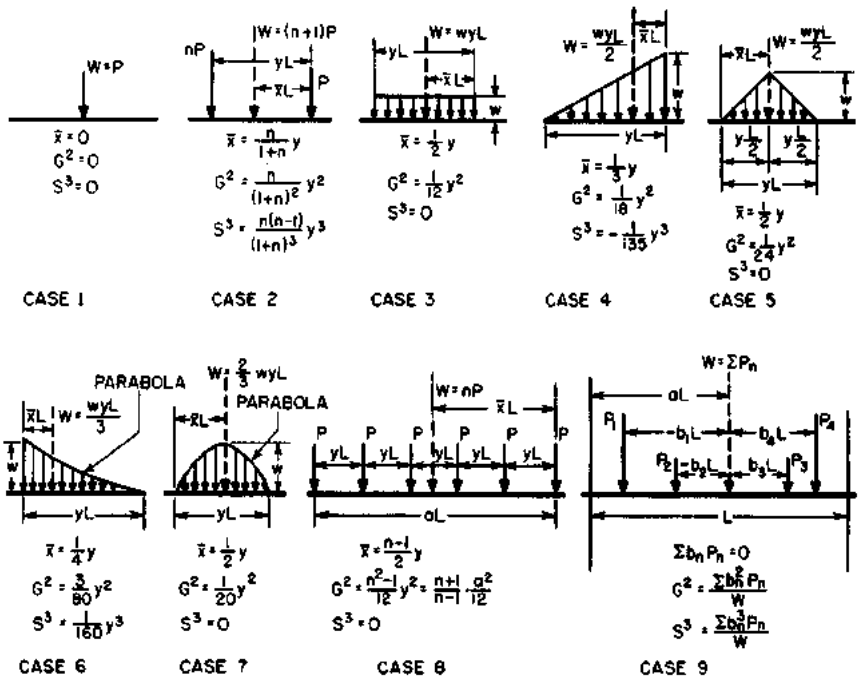 W=P
x̄=0
G²=0
S³=0
CASE 1
nP
W=(n+1)P
yL
x̄L
P
x̄=n/(1+n) y
G²=n/(1+n)² y²
S³=n(n-1)/(1+n)³ y³
CASE 2
W=wyL
yL
x̄L
w
x̄=1/2 y
G²=1/12 y²
S³=0
CASE 3
W=wyL/2
x̄L
w
yL
x̄=1/3 y
G²=1/18 y²
S³=-1/135 y³
CASE 4
x̄L
W=wyL/2
w
y L/2 y L/2
yL
x̄=1/2 y
G²=1/24 y²
S³=0
CASE 5
PARABOLA
x̄L
W=wyL/3
w
yL
x̄=1/4 y
G²=3/80 y²
S³=1/160 y³
CASE 6
W=2/3 wyL
PARABOLA
x̄L
w
yL
x̄=1/2 y
G²=1/20 y²
S³=0
CASE 7
W=nP
x̄L
P P P P P P
yL yL yL yL yL
aL
x̄=n-1/2 y
G²=n²-1/12 y²=n+1/n-1 · a²/12
S³=0
CASE 8
W=ΣPn
aL
P₁ P₄
-b₁L b₄L
P₂ -b₂L b₃L P₃
L
ΣbnPn=0
G²=Σbn²Pn/W
S³=Σbn³Pn/W
CASE 9